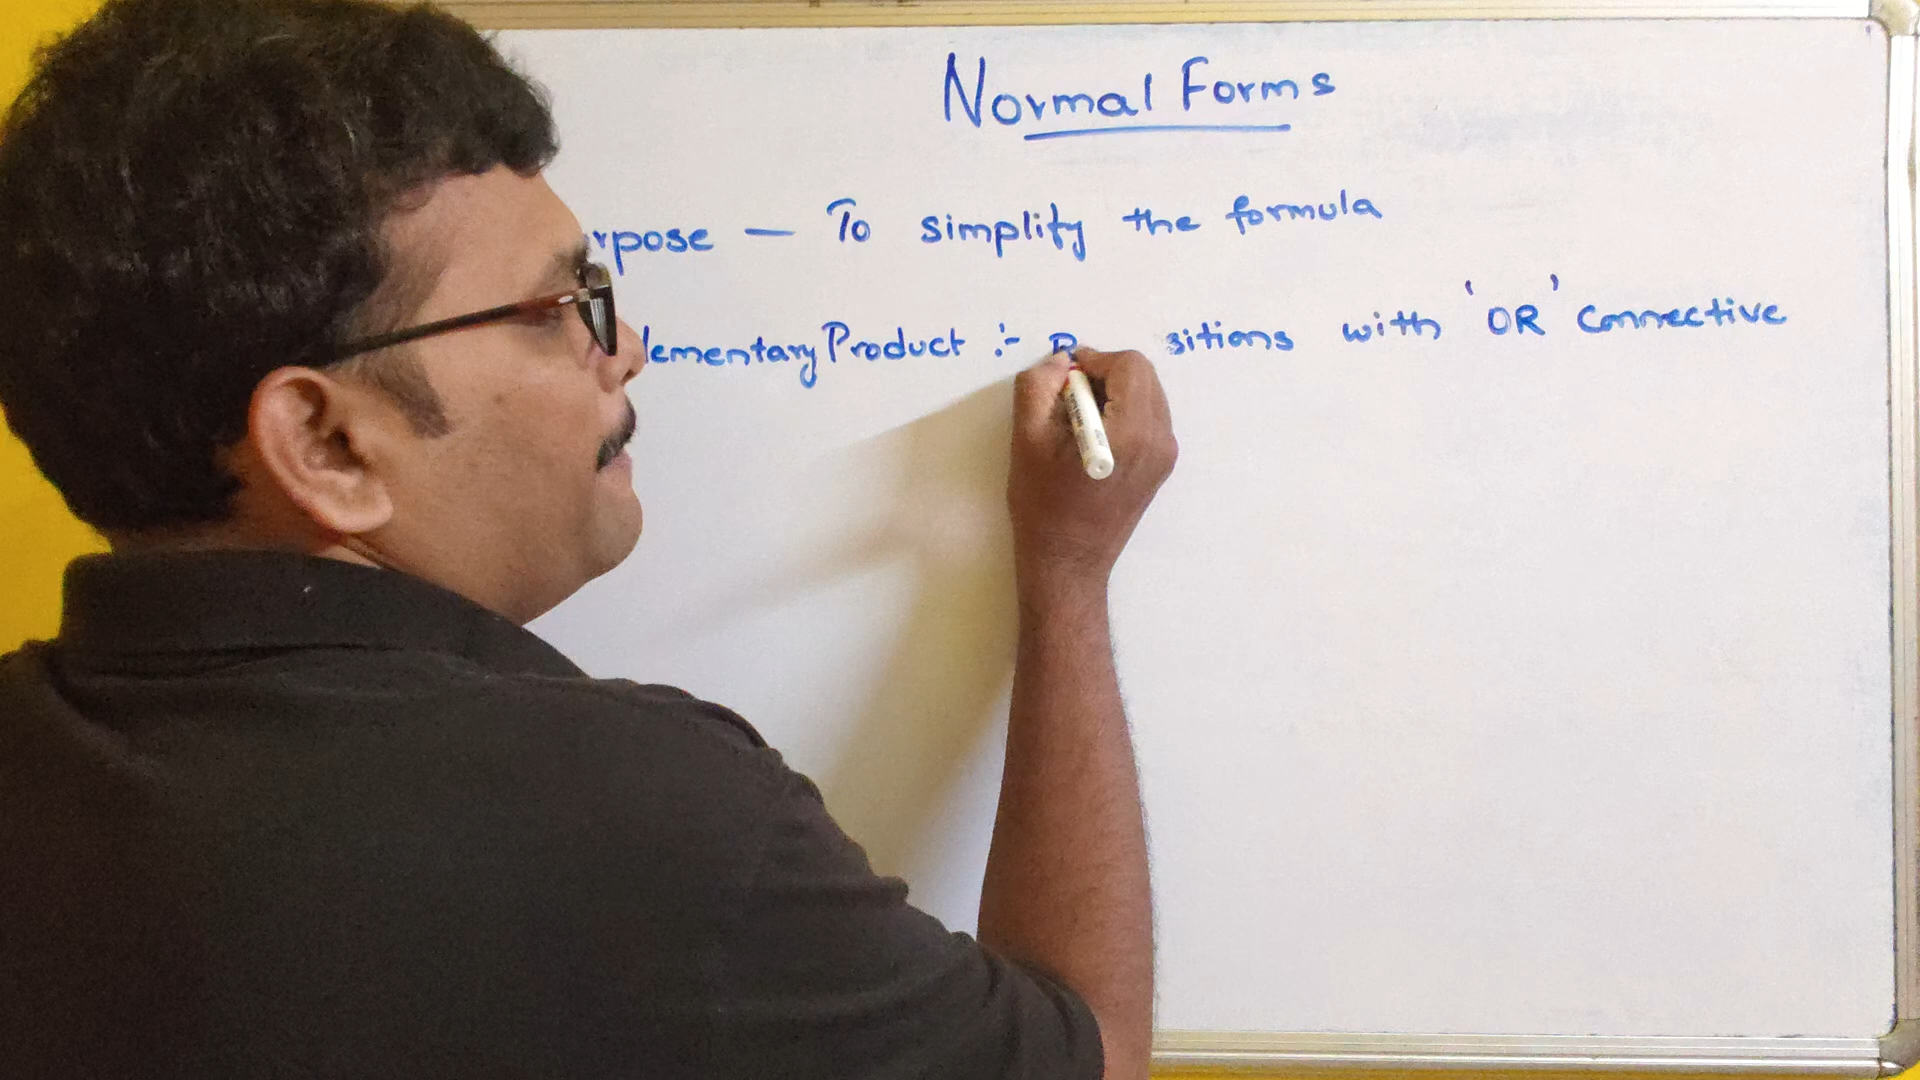 Normal Forms
rpose — To simplify the formula
lementary Product :- P sitions with 'OR' Connective